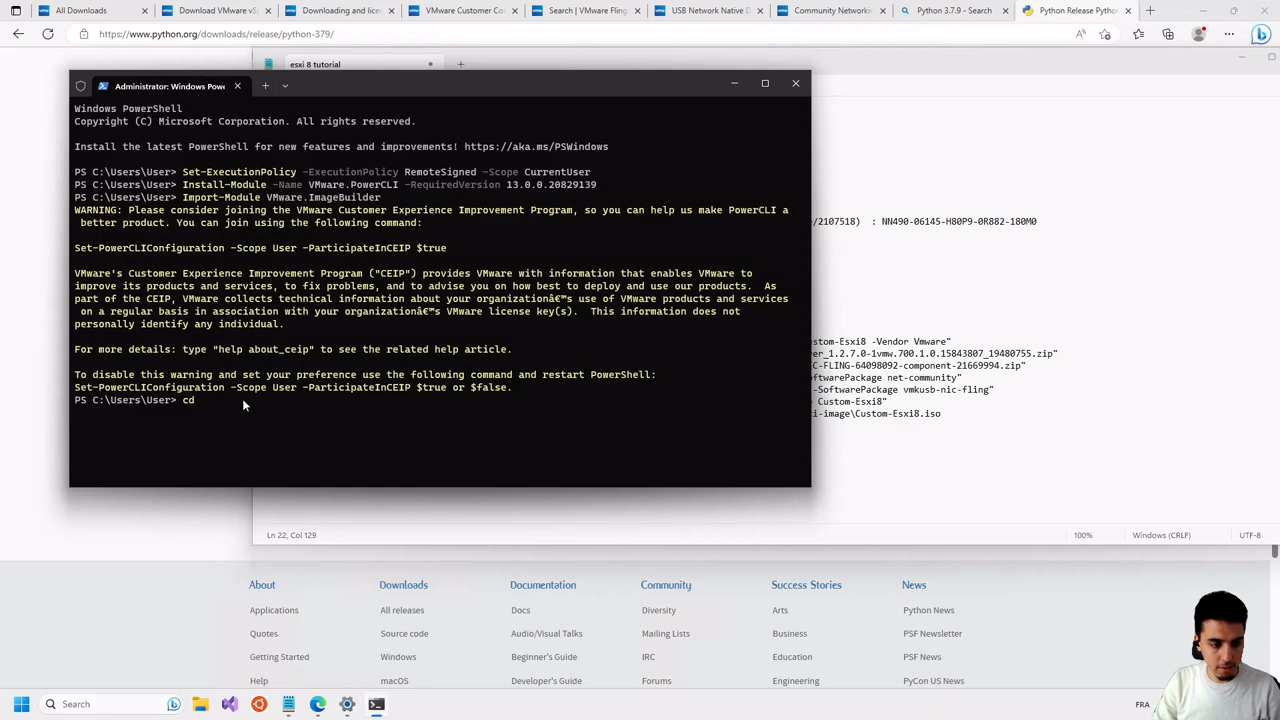 All Downloads
Download VMware vSp
Downloading and licen
VMware Customer Co
Search | VMware Fling
USB Network Native D
Community Networkin
Python 3.7.9 - Search
Python Release Pytho
https://www.python.org/downloads/release/python-379/
esxi 8 tutorial
Administrator: Windows Powe
Windows PowerShell
Copyright (C) Microsoft Corporation. All rights reserved.
Install the latest PowerShell for new features and improvements! https://aka.ms/PSWindows
PS C:\Users\User> Set-ExecutionPolicy -ExecutionPolicy RemoteSigned -Scope CurrentUser
PS C:\Users\User> Install-Module -Name VMware.PowerCLI -RequiredVersion 13.0.0.20829139
PS C:\Users\User> Import-Module VMware.ImageBuilder
WARNING: Please consider joining the VMware Customer Experience Improvement Program, so you can help us make PowerCLI a
better product. You can join using the following command:
Set-PowerCLIConfiguration -Scope User -ParticipateInCEIP $true
VMware's Customer Experience Improvement Program ("CEIP") provides VMware with information that enables VMware to
improve its products and services, to fix problems, and to advise you on how best to deploy and use our products.  As
part of the CEIP, VMware collects technical information about your organizationâ€™s use of VMware products and services
on a regular basis in association with your organizationâ€™s VMware license key(s).  This information does not
personally identify any individual.
For more details: type "help about_ceip" to see the related help article.
To disable this warning and set your preference use the following command and restart PowerShell:
Set-PowerCLIConfiguration -Scope User -ParticipateInCEIP $true or $false.
PS C:\Users\User> cd
/2107518)  : NN490-06145-H80P9-0R882-180M0
ustom-Esxi8 -Vendor Vmware"
er_1.2.7.0-1vmw.700.1.0.15843807_19480755.zip"
C-FLING-64098092-component-21669994.zip"
oftwarePackage net-community"
-SoftwarePackage vmkusb-nic-fling"
Custom-Esxi8"
i-image\Custom-Esxi8.iso
Ln 22, Col 129
100%
Windows (CRLF)
UTF-8
About
Downloads
Documentation
Community
Success Stories
News
Applications
All releases
Docs
Diversity
Arts
Python News
Quotes
Source code
Audio/Visual Talks
Mailing Lists
Business
PSF Newsletter
Getting Started
Windows
Beginner's Guide
IRC
Education
PSF News
Help
macOS
Developer's Guide
Forums
Engineering
PyCon US News
Search
FRA